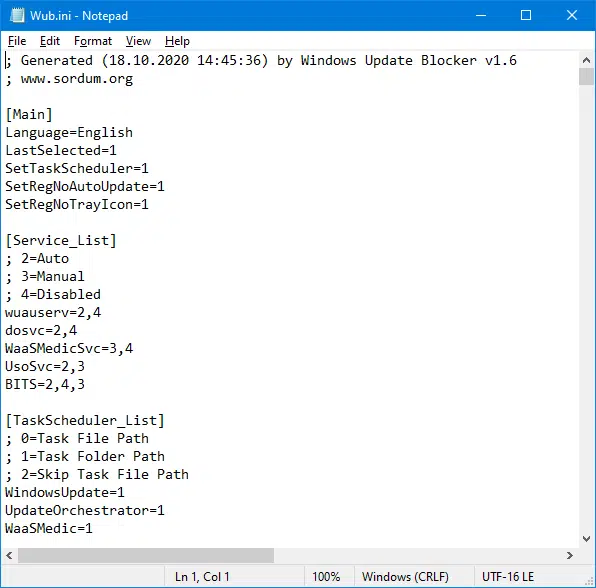 Wub.ini - Notepad
File Edit Format View Help
; Generated (18.10.2020 14:45:36) by Windows Update Blocker v1.6
; www.sordum.org

[Main]
Language=English
LastSelected=1
SetTaskScheduler=1
SetRegNoAutoUpdate=1
SetRegNoTrayIcon=1

[Service_List]
; 2=Auto
; 3=Manual
; 4=Disabled
wuauserv=2,4
dosvc=2,4
WaaSMedicSvc=3,4
UsoSvc=2,3
BITS=2,4,3

[TaskScheduler_List]
; 0=Task File Path
; 1=Task Folder Path
; 2=Skip Task File Path
WindowsUpdate=1
UpdateOrchestrator=1
WaaSMedic=1
Ln 1, Col 1 100% Windows (CRLF) UTF-16 LE